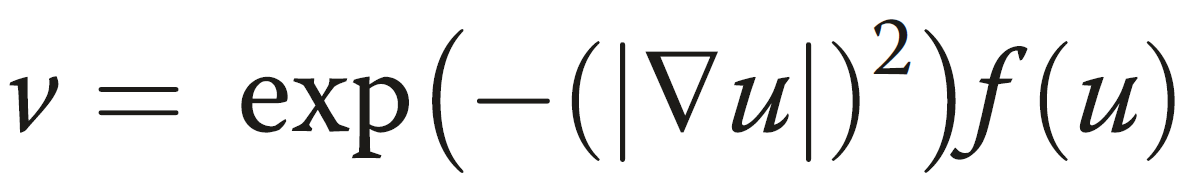 v = exp(−(|∇u|)²)f(u)